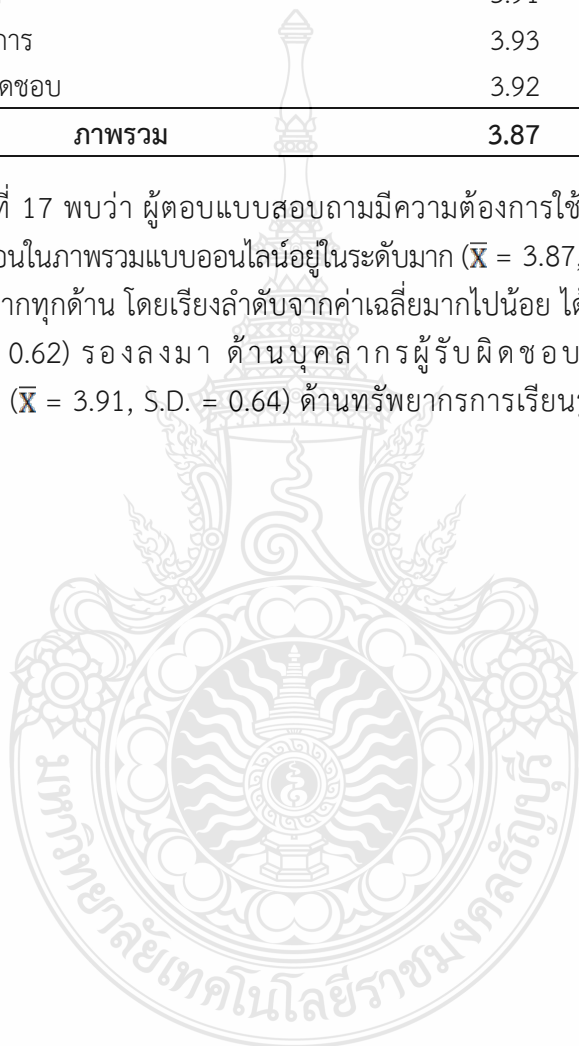 3.91
การ 3.93
ดชอบ 3.92
ภาพรวม 3.87
ที่ 17 พบว่า ผู้ตอบแบบสอบถามมีความต้องการใช้
อนในภาพรวมแบบออนไลน์อยู่ในระดับมาก (X̅ = 3.87,
ากทุกด้าน โดยเรียงลำดับจากค่าเฉลี่ยมากไปน้อย ได้
0.62) รองลงมา ด้านบุคลากรผู้รับผิดชอบ
(X̅ = 3.91, S.D. = 0.64) ด้านทรัพยากรการเรียน
มหาวิทยาลัยเทคโนโลยีราชมงคลธัญบุรี